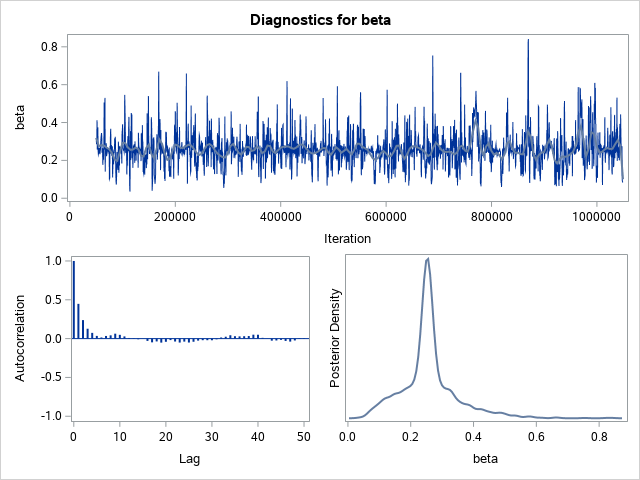 Diagnostics for beta
beta
0.8
0.6
0.4
0.2
0.0
0 200000 400000 600000 800000 1000000
Iteration
Autocorrelation
1.0
0.5
0.0
-0.5
-1.0
0 10 20 30 40 50
Lag
Posterior Density
0.0 0.2 0.4 0.6 0.8
beta